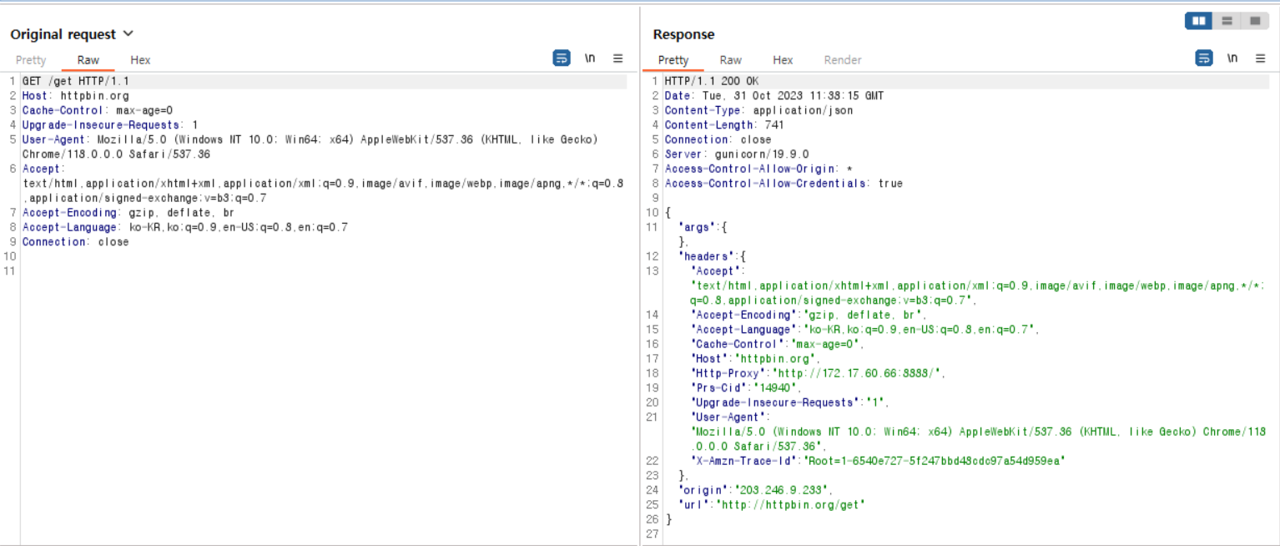 Original request
Pretty Raw Hex
\n
1 GET /get HTTP/1.1
2 Host: httpbin.org
3 Cache-Control: max-age=0
4 Upgrade-Insecure-Requests: 1
5 User-Agent: Mozilla/5.0 (Windows NT 10.0; Win64; x64) AppleWebKit/537.36 (KHTML, like Gecko)
Chrome/118.0.0.0 Safari/537.36
6 Accept:
text/html,application/xhtml+xml,application/xml;q=0.9,image/avif,image/webp,image/apng,*/*;q=0.8
,application/signed-exchange;v=b3;q=0.7
7 Accept-Encoding: gzip, deflate, br
8 Accept-Language: ko-KR,ko;q=0.9,en-US;q=0.8,en;q=0.7
9 Connection: close
10
11
Response
Pretty Raw Hex Render
\n
1 HTTP/1.1 200 OK
2 Date: Tue, 31 Oct 2023 11:38:15 GMT
3 Content-Type: application/json
4 Content-Length: 741
5 Connection: close
6 Server: gunicorn/19.9.0
7 Access-Control-Allow-Origin: *
8 Access-Control-Allow-Credentials: true
9
10 {
11 "args":{
},
12 "headers":{
13 "Accept":
"text/html,application/xhtml+xml,application/xml;q=0.9,image/avif,image/webp,image/apng,*/*;
q=0.8,application/signed-exchange;v=b3;q=0.7",
14 "Accept-Encoding":"gzip, deflate, br",
15 "Accept-Language":"ko-KR,ko;q=0.9,en-US;q=0.8,en;q=0.7",
16 "Cache-Control":"max-age=0",
17 "Host":"httpbin.org",
18 "Http-Proxy":"http://172.17.60.66:8888/",
19 "Prs-Cid":"14940",
20 "Upgrade-Insecure-Requests":"1",
21 "User-Agent":
"Mozilla/5.0 (Windows NT 10.0; Win64; x64) AppleWebKit/537.36 (KHTML, like Gecko) Chrome/118
.0.0.0 Safari/537.36",
22 "X-Amzn-Trace-Id":"Root=1-6540e727-5f247bbd48cdc97a54d959ea"
23 },
24 "origin":"203.246.9.233",
25 "url":"http://httpbin.org/get"
26 }
27